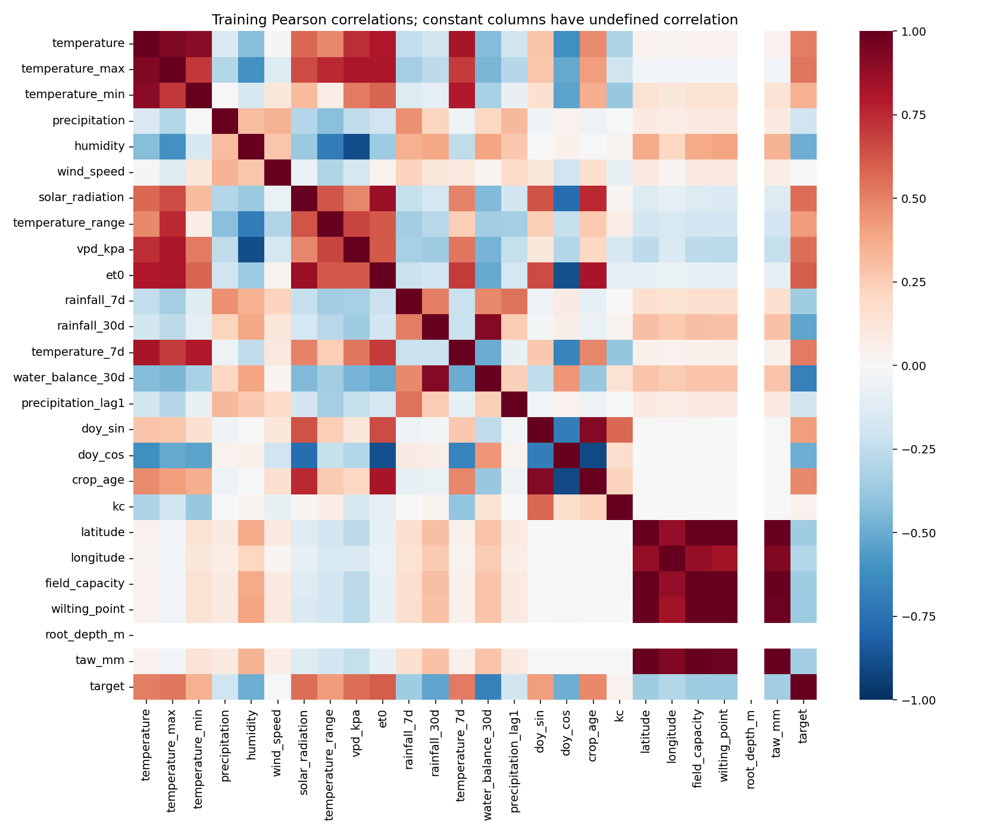 Training Pearson correlations; constant columns have undefined correlation
temperature
temperature_max
temperature_min
precipitation
humidity
wind_speed
solar_radiation
temperature_range
vpd_kpa
et0
rainfall_7d
rainfall_30d
temperature_7d
water_balance_30d
precipitation_lag1
doy_sin
doy_cos
crop_age
kc
latitude
longitude
field_capacity
wilting_point
root_depth_m
taw_mm
target
temperature
temperature_max
temperature_min
precipitation
humidity
wind_speed
solar_radiation
temperature_range
vpd_kpa
et0
rainfall_7d
rainfall_30d
temperature_7d
water_balance_30d
precipitation_lag1
doy_sin
doy_cos
crop_age
kc
latitude
longitude
field_capacity
wilting_point
root_depth_m
taw_mm
target
1.00
0.75
0.50
0.25
0.00
−0.25
−0.50
−0.75
−1.00